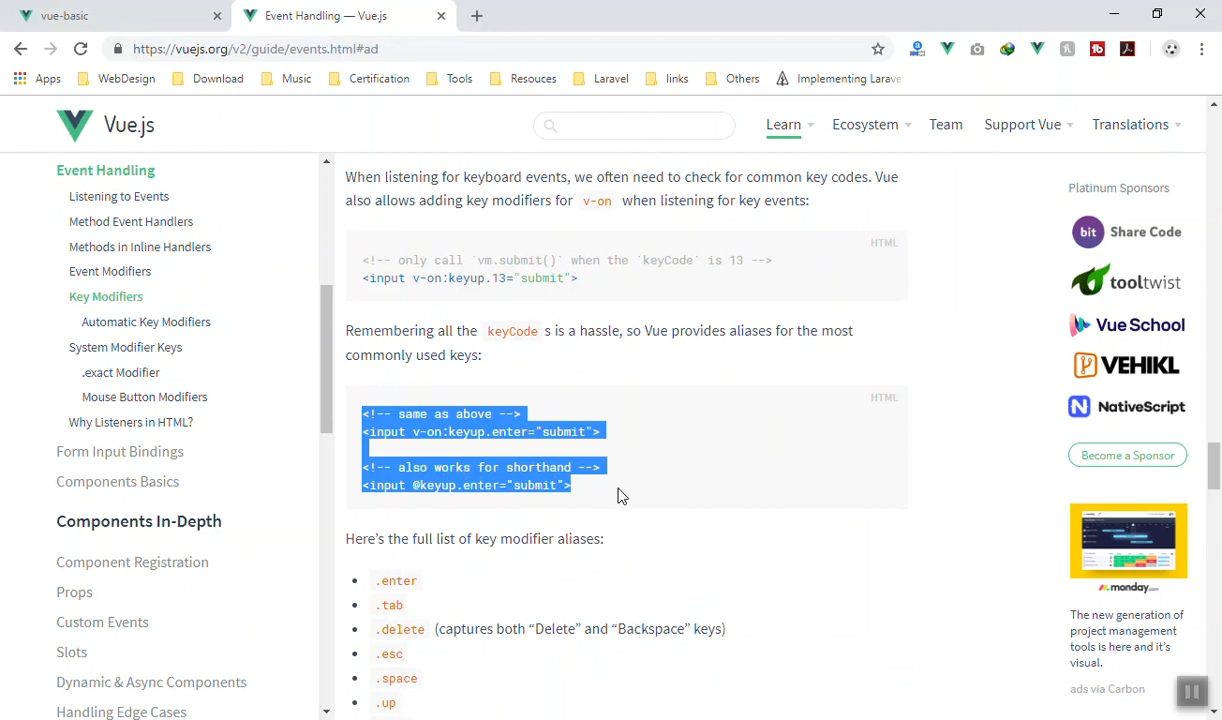 vue-basic
Event Handling — Vue.js
https://vuejs.org/v2/guide/events.html#ad
Apps
WebDesign
Download
Music
Certification
Tools
Resouces
Laravel
links
Others
Implementing Larave
Vue.js
Learn
Ecosystem
Team
Support Vue
Translations
Event Handling
Listening to Events
Method Event Handlers
Methods in Inline Handlers
Event Modifiers
Key Modifiers
Automatic Key Modifiers
System Modifier Keys
.exact Modifier
Mouse Button Modifiers
Why Listeners in HTML?
Form Input Bindings
Components Basics
Components In-Depth
Component Registration
Props
Custom Events
Slots
Dynamic & Async Components
Handling Edge Cases
When listening for keyboard events, we often need to check for common key codes. Vue
also allows adding key modifiers for v-on when listening for key events:
HTML
<!-- only call `vm.submit()` when the `keyCode` is 13 -->
<input v-on:keyup.13="submit">
Remembering all the keyCode s is a hassle, so Vue provides aliases for the most
commonly used keys:
HTML
<!-- same as above -->
<input v-on:keyup.enter="submit">
<!-- also works for shorthand -->
<input @keyup.enter="submit">
Here's the full list of key modifier aliases:
.enter
.tab
.delete (captures both “Delete” and “Backspace” keys)
.esc
.space
.up
Platinum Sponsors
bit Share Code
tooltwist
Vue School
VEHIKL
NativeScript
Become a Sponsor
monday.com
The new generation of
project management
tools is here and it's
visual.
ads via Carbon